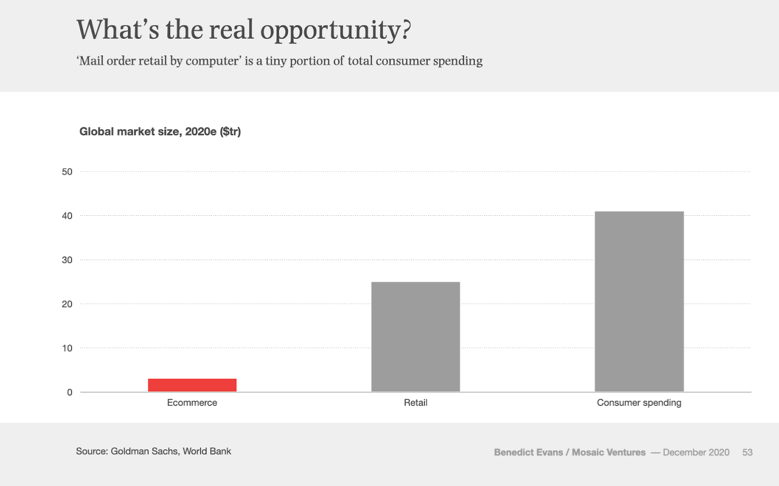 What’s the real opportunity?
‘Mail order retail by computer’ is a tiny portion of total consumer spending
Global market size, 2020e ($tr)
50
40
30
20
10
0
Ecommerce
Retail
Consumer spending
Source: Goldman Sachs, World Bank
Benedict Evans / Mosaic Ventures — December 2020 53